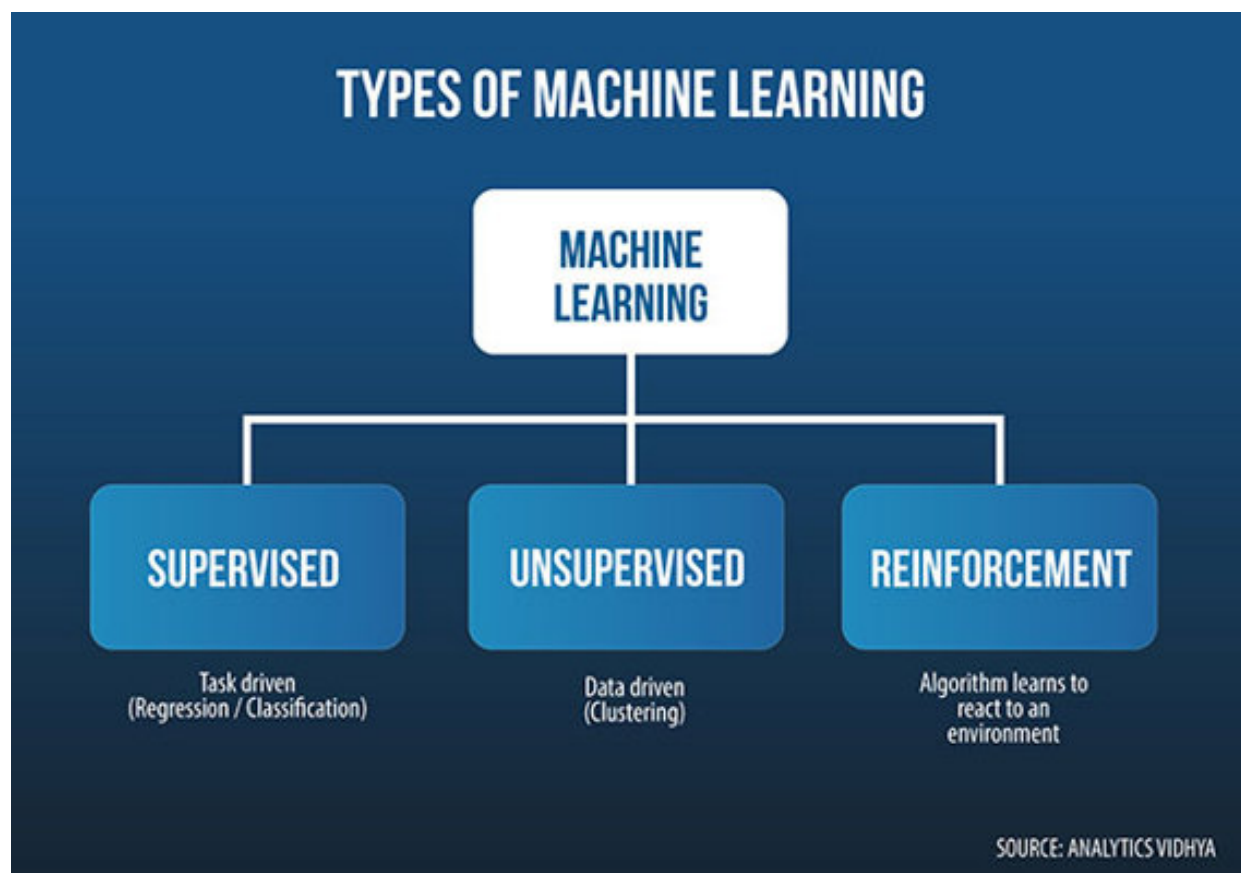 TYPES OF MACHINE LEARNING
MACHINE
LEARNING
SUPERVISED
Task driven
(Regression / Classification)
UNSUPERVISED
Data driven
(Clustering)
REINFORCEMENT
Algorithm learns to
react to an
environment
SOURCE: ANALYTICS VIDHYA